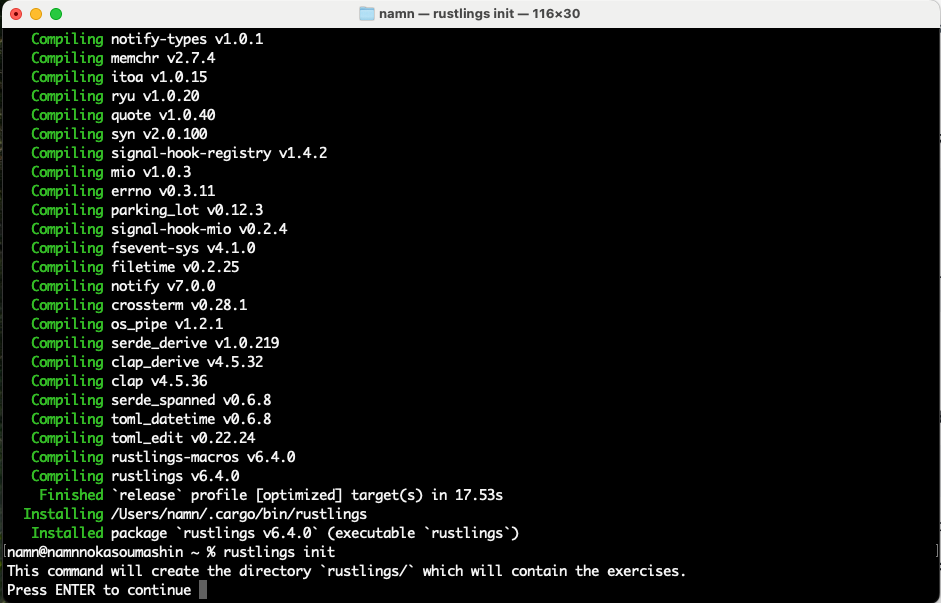 namn — rustlings init — 116×30
Compiling notify-types v1.0.1
Compiling memchr v2.7.4
Compiling itoa v1.0.15
Compiling ryu v1.0.20
Compiling quote v1.0.40
Compiling syn v2.0.100
Compiling signal-hook-registry v1.4.2
Compiling mio v1.0.3
Compiling errno v0.3.11
Compiling parking_lot v0.12.3
Compiling signal-hook-mio v0.2.4
Compiling fsevent-sys v4.1.0
Compiling filetime v0.2.25
Compiling notify v7.0.0
Compiling crossterm v0.28.1
Compiling os_pipe v1.2.1
Compiling serde_derive v1.0.219
Compiling clap_derive v4.5.32
Compiling clap v4.5.36
Compiling serde_spanned v0.6.8
Compiling toml_datetime v0.6.8
Compiling toml_edit v0.22.24
Compiling rustlings-macros v6.4.0
Compiling rustlings v6.4.0
Finished `release` profile [optimized] target(s) in 17.53s
Installing /Users/namn/.cargo/bin/rustlings
Installed package `rustlings v6.4.0` (executable `rustlings`)
[namn@namnnokasoumashin ~ % rustlings init ]
This command will create the directory `rustlings/` which will contain the exercises.
Press ENTER to continue